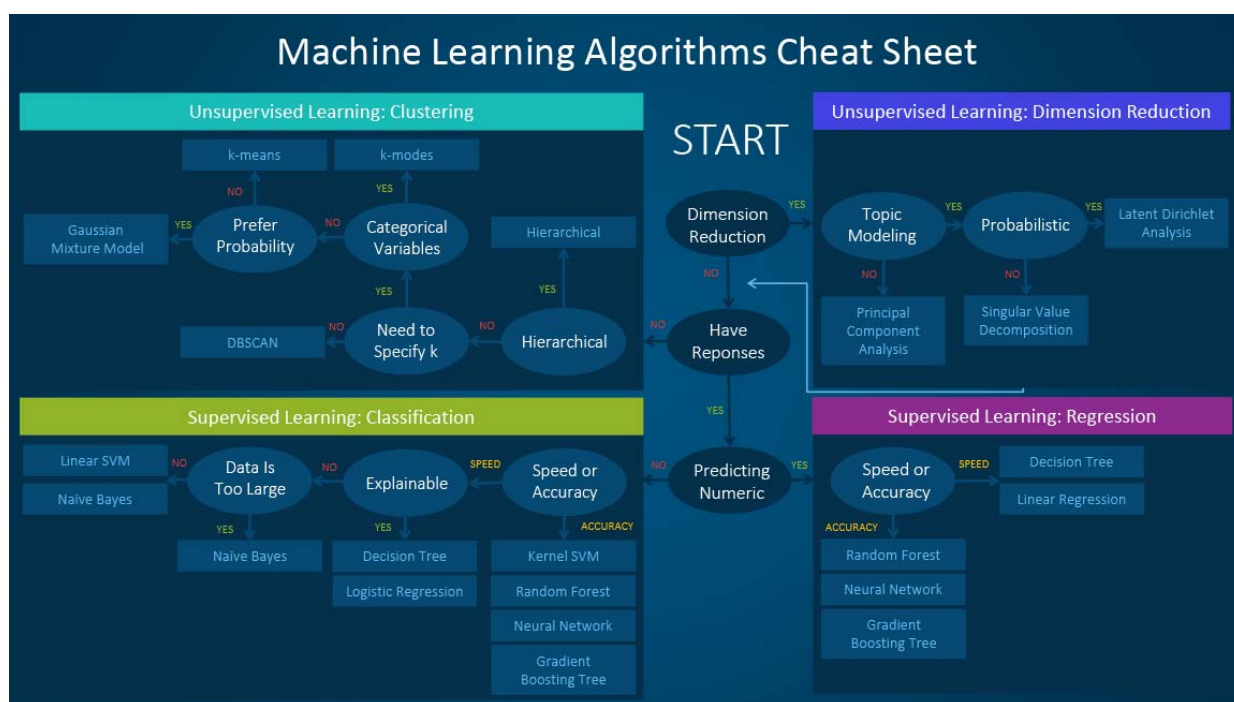 Machine Learning Algorithms Cheat Sheet
Unsupervised Learning: Clustering
k-means
k-modes
NO
YES
Gaussian
Mixture Model
YES
Prefer
Probability
NO
Categorical
Variables
Hierarchical
YES
YES
DBSCAN
NO
Need to
Specify k
NO
Hierarchical
START
Dimension
Reduction
YES
NO
NO
Have
Reponses
YES
NO
Predicting
Numeric
YES
Unsupervised Learning: Dimension Reduction
Topic
Modeling
YES
Probabilistic
YES
Latent Dirichlet
Analysis
NO
NO
Principal
Component
Analysis
Singular Value
Decomposition
Supervised Learning: Classification
Linear SVM
Naïve Bayes
NO
Data Is
Too Large
NO
Explainable
SPEED
Speed or
Accuracy
YES
YES
ACCURACY
Naïve Bayes
Decision Tree
Logistic Regression
Kernel SVM
Random Forest
Neural Network
Gradient
Boosting Tree
Supervised Learning: Regression
Speed or
Accuracy
SPEED
Decision Tree
Linear Regression
ACCURACY
Random Forest
Neural Network
Gradient
Boosting Tree